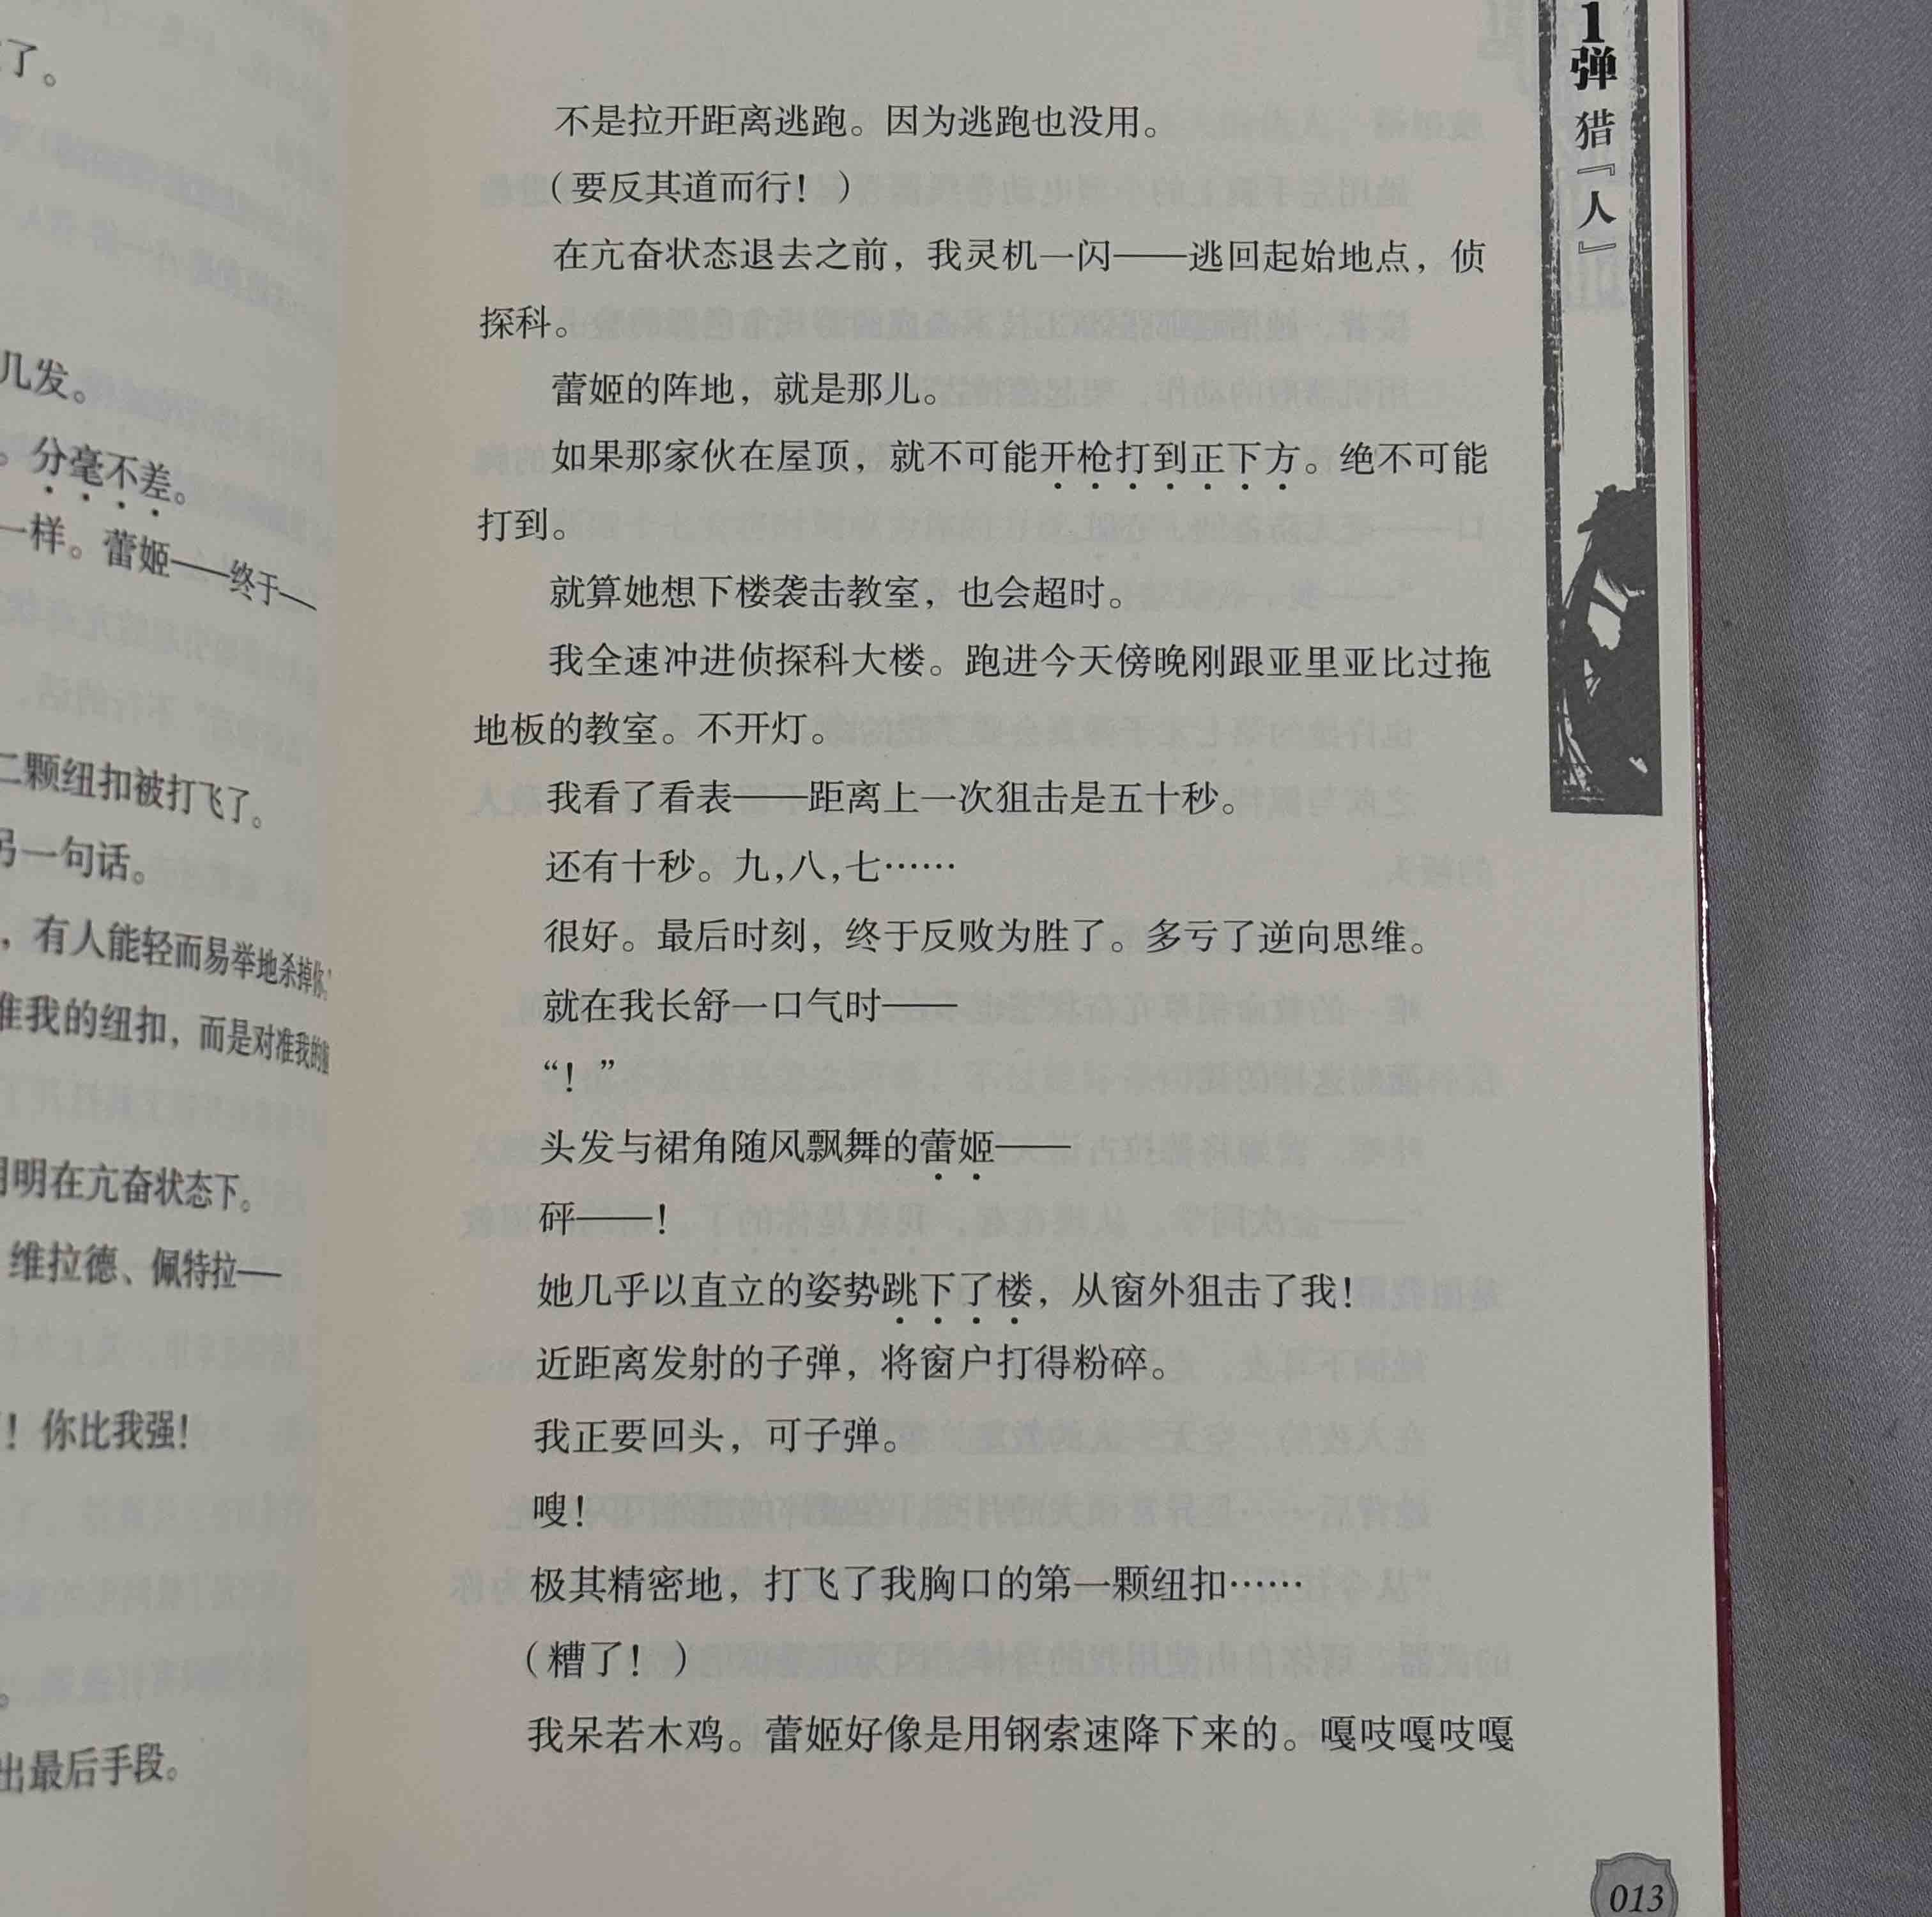 了。
几发。
。分毫不差。
一样。蕾姬——终于—
二颗纽扣被打飞了。
另一句话。
，有人能轻而易举地杀掉你
准我的纽扣，而是对准我的
明明在亢奋状态下。
维拉德、佩特拉—
！你比我强！
。
出最后手段。
不是拉开距离逃跑。因为逃跑也没用。
（要反其道而行！）
在亢奋状态退去之前，我灵机一闪——逃回起始地点，侦
探科。
蕾姬的阵地，就是那儿。
如果那家伙在屋顶，就不可能开枪打到正下方。绝不可能
打到。
就算她想下楼袭击教室，也会超时。
我全速冲进侦探科大楼。跑进今天傍晚刚跟亚里亚比过拖
地板的教室。不开灯。
我看了看表——距离上一次狙击是五十秒。
还有十秒。九,八,七……
很好。最后时刻，终于反败为胜了。多亏了逆向思维。
就在我长舒一口气时——
“！”
头发与裙角随风飘舞的蕾姬——
砰——！
她几乎以直立的姿势跳下了楼，从窗外狙击了我！
近距离发射的子弹，将窗户打得粉碎。
我正要回头，可子弹。
嗖！
极其精密地，打飞了我胸口的第一颗纽扣……
（糟了！）
我呆若木鸡。蕾姬好像是用钢索速降下来的。嘎吱嘎吱嘎
1弹 猎『人』
013